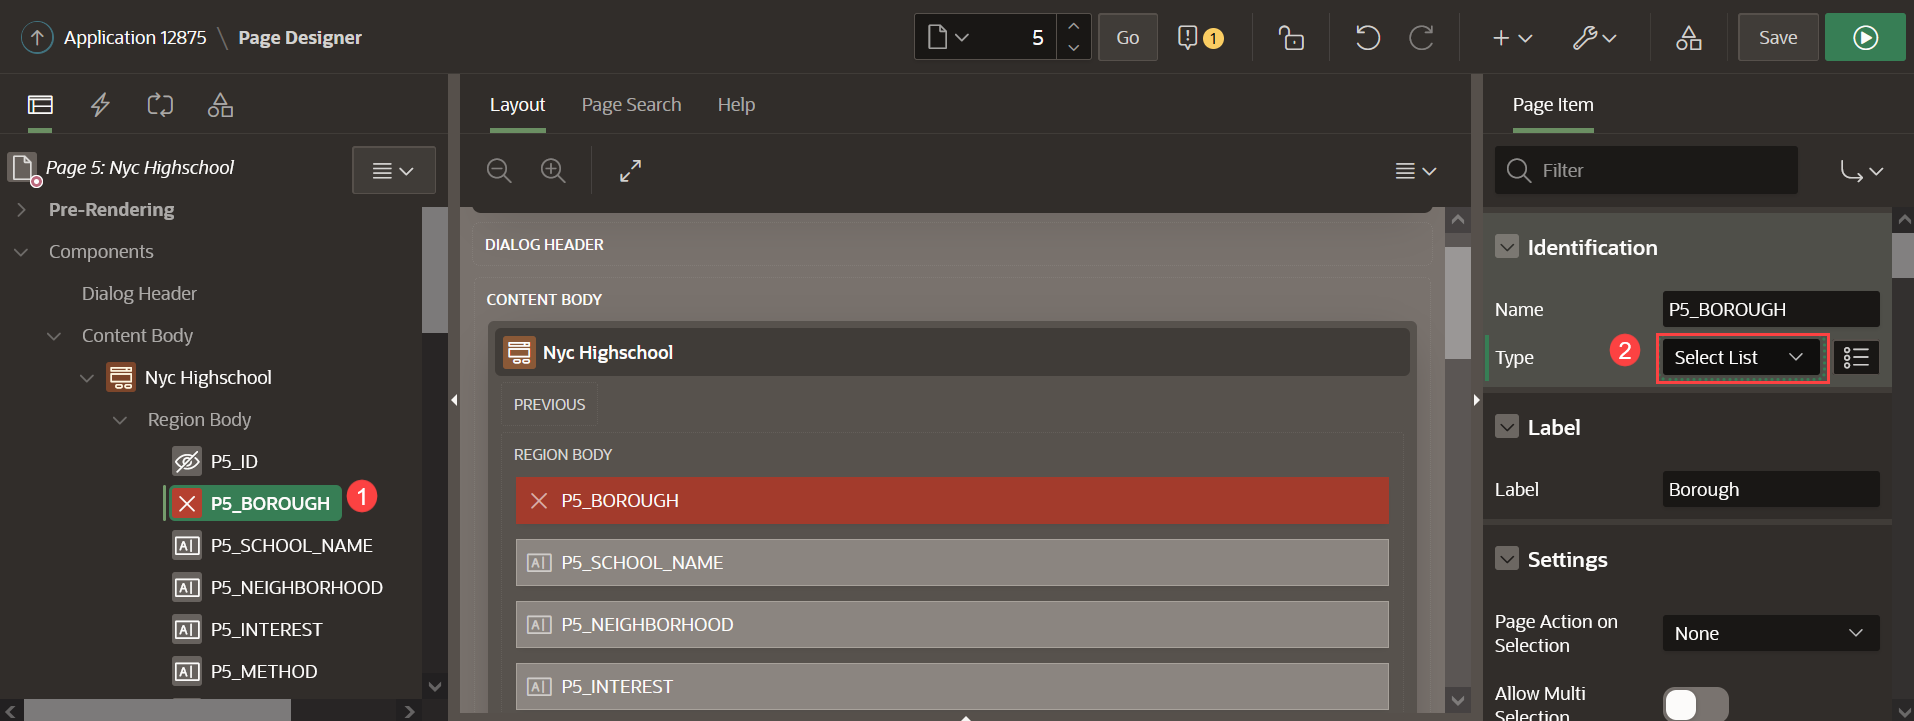 Application 12875 \ Page Designer
5
Go
1
Save
Layout
Page Search
Help
Page Item
Page 5: Nyc Highschool
Filter
Pre-Rendering
Components
Dialog Header
Content Body
Nyc Highschool
Region Body
P5_ID
P5_BOROUGH
1
P5_SCHOOL_NAME
P5_NEIGHBORHOOD
P5_INTEREST
P5_METHOD
DIALOG HEADER
CONTENT BODY
Nyc Highschool
PREVIOUS
REGION BODY
P5_BOROUGH
P5_SCHOOL_NAME
P5_NEIGHBORHOOD
P5_INTEREST
Identification
Name
P5_BOROUGH
Type
2
Select List
Label
Label
Borough
Settings
Page Action on
Selection
None
Allow Multi
Selection